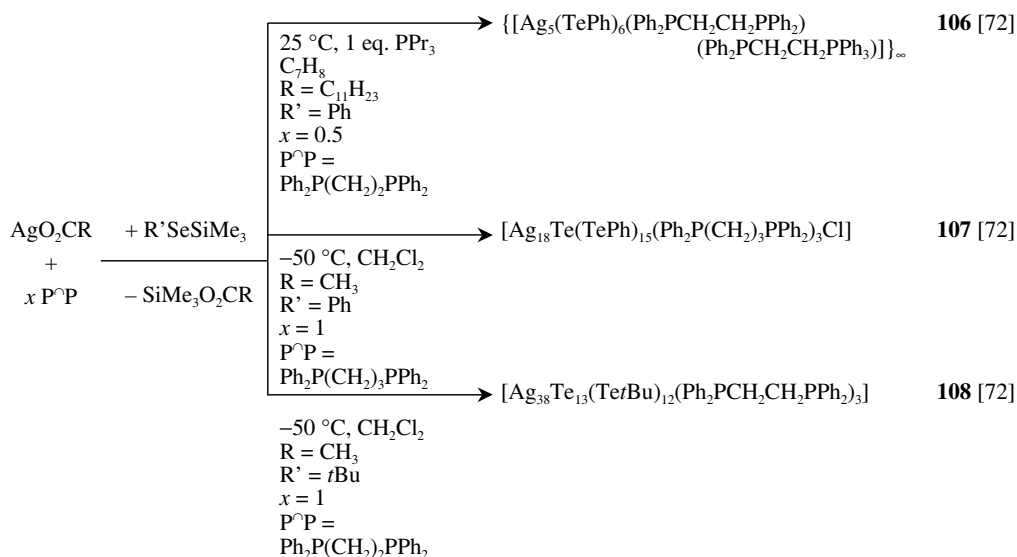 {[Ag₅(TePh)₆(Ph₂PCH₂CH₂PPh₂)
(Ph₂PCH₂CH₂PPh₃)]}∞
106 [72]
25 °C, 1 eq. PPr₃
C₇H₈
R = C₁₁H₂₃
R’ = Ph
x = 0.5
P◠P =
Ph₂P(CH₂)₂PPh₂
AgO₂CR
+
x P◠P
+ R’SeSiMe₃
– SiMe₃O₂CR
[Ag₁₈Te(TePh)₁₅(Ph₂P(CH₂)₃PPh₂)₃Cl]
107 [72]
–50 °C, CH₂Cl₂
R = CH₃
R’ = Ph
x = 1
P◠P =
Ph₂P(CH₂)₃PPh₂
[Ag₃₈Te₁₃(TetBu)₁₂(Ph₂PCH₂CH₂PPh₂)₃]
108 [72]
–50 °C, CH₂Cl₂
R = CH₃
R’ = tBu
x = 1
P◠P =
Ph₂P(CH₂)₂PPh₂